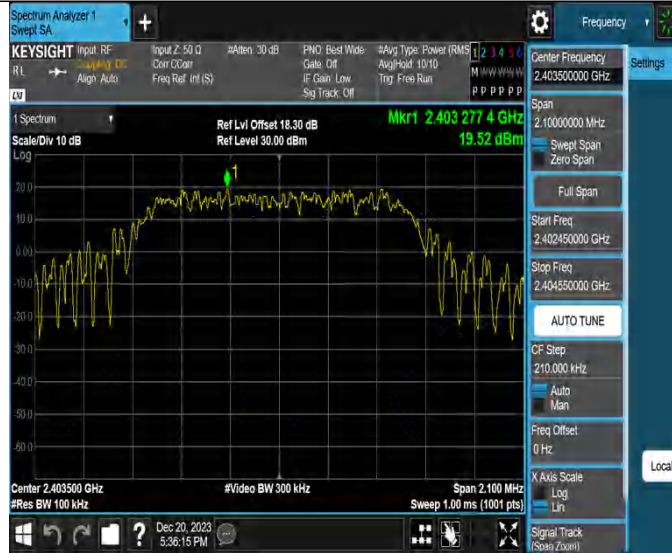 Spectrum Analyzer 1
Swept SA
+
Frequency
KEYSIGHT
Input: RF
Coupling: DC
Align: Auto
Input Z: 50 Ω
Corr CCorr
Freq Ref: Int (S)
#Atten: 30 dB
PNO: Best Wide
Gate: Off
IF Gain: Low
Sig Track: Off
#Avg Type: Power (RMS
Avg|Hold: 10/10
Trig: Free Run
1 2 3 4 5 6
M W W W W W
P P P P P P
RL
LXI
1 Spectrum
Scale/Div 10 dB
Ref Lvl Offset 18.30 dB
Ref Level 30.00 dBm
Mkr1 2.403 277 4 GHz
19.52 dBm
Log
1
20.0
10.0
0.00
-10.0
-20.0
-30.0
-40.0
-50.0
-60.0
Center 2.403500 GHz
#Res BW 100 kHz
#Video BW 300 kHz
Span 2.100 MHz
Sweep 1.00 ms (1001 pts)
?
Dec 20, 2023
5:36:15 PM
Center Frequency
2.403500000 GHz
Settings
Span
2.10000000 MHz
Swept Span
Zero Span
Full Span
Start Freq
2.402450000 GHz
Stop Freq
2.404550000 GHz
AUTO TUNE
CF Step
210.000 kHz
Auto
Man
Freq Offset
0 Hz
X Axis Scale
Log
Lin
Local
Signal Track
(Span Zoom)